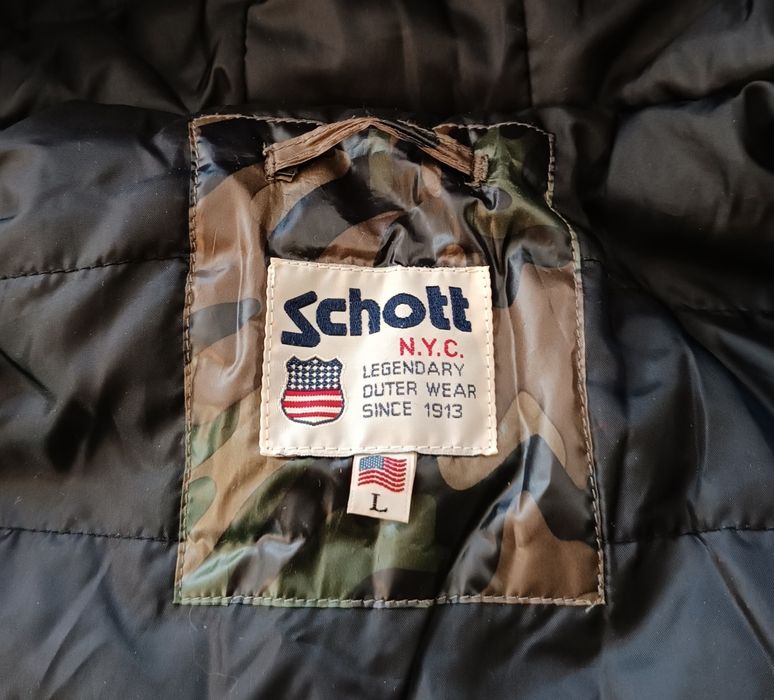 Schott
N.Y.C.
LEGENDARY
OUTER WEAR
SINCE 1913
L